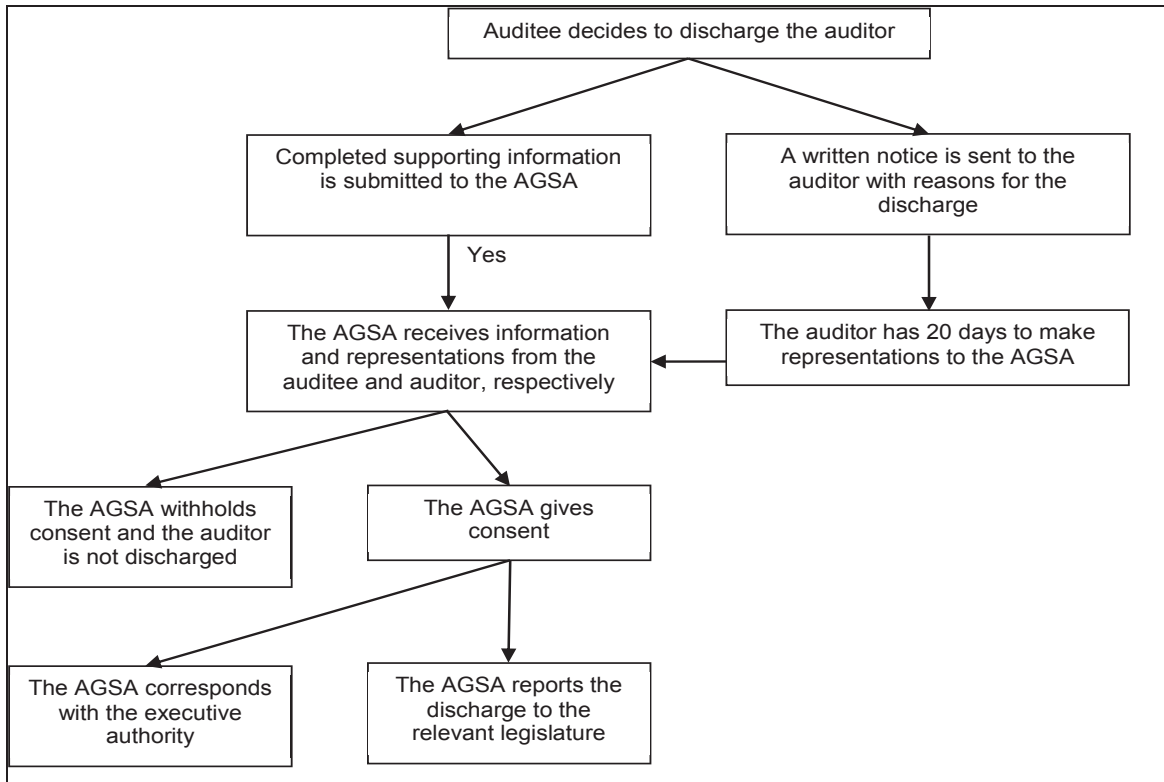 Auditee decides to discharge the auditor
Completed supporting information
is submitted to the AGSA
A written notice is sent to the
auditor with reasons for the
discharge
Yes
The AGSA receives information
and representations from the
auditee and auditor, respectively
The auditor has 20 days to make
representations to the AGSA
The AGSA withholds
consent and the auditor
is not discharged
The AGSA gives
consent
The AGSA corresponds
with the executive
authority
The AGSA reports the
discharge to the
relevant legislature